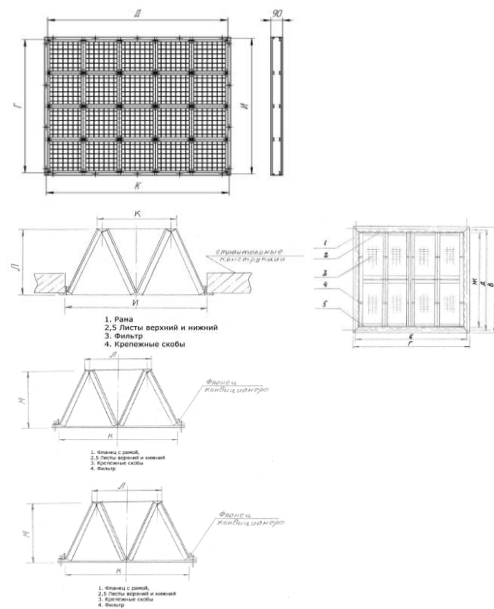 Д
90
Г
И
К
К
Л
строительные
конструкции
И
1. Рама
2,5 Листы верхний и нижний
3. Фильтр
4. Крепежные скобы
1
2
3
4
5
Ж
Д
В
Е
Г
Л
Н
Фланец
кондиционера
К
1. Фланец с рамой,
2,5 Листы верхний и нижний
3. Крепежные скобы
4. Фильтр
Л
Н
Фланец
кондиционера
К
1. Фланец с рамой,
2,5 Листы верхний и нижний
3. Крепежные скобы
4. Фильтр